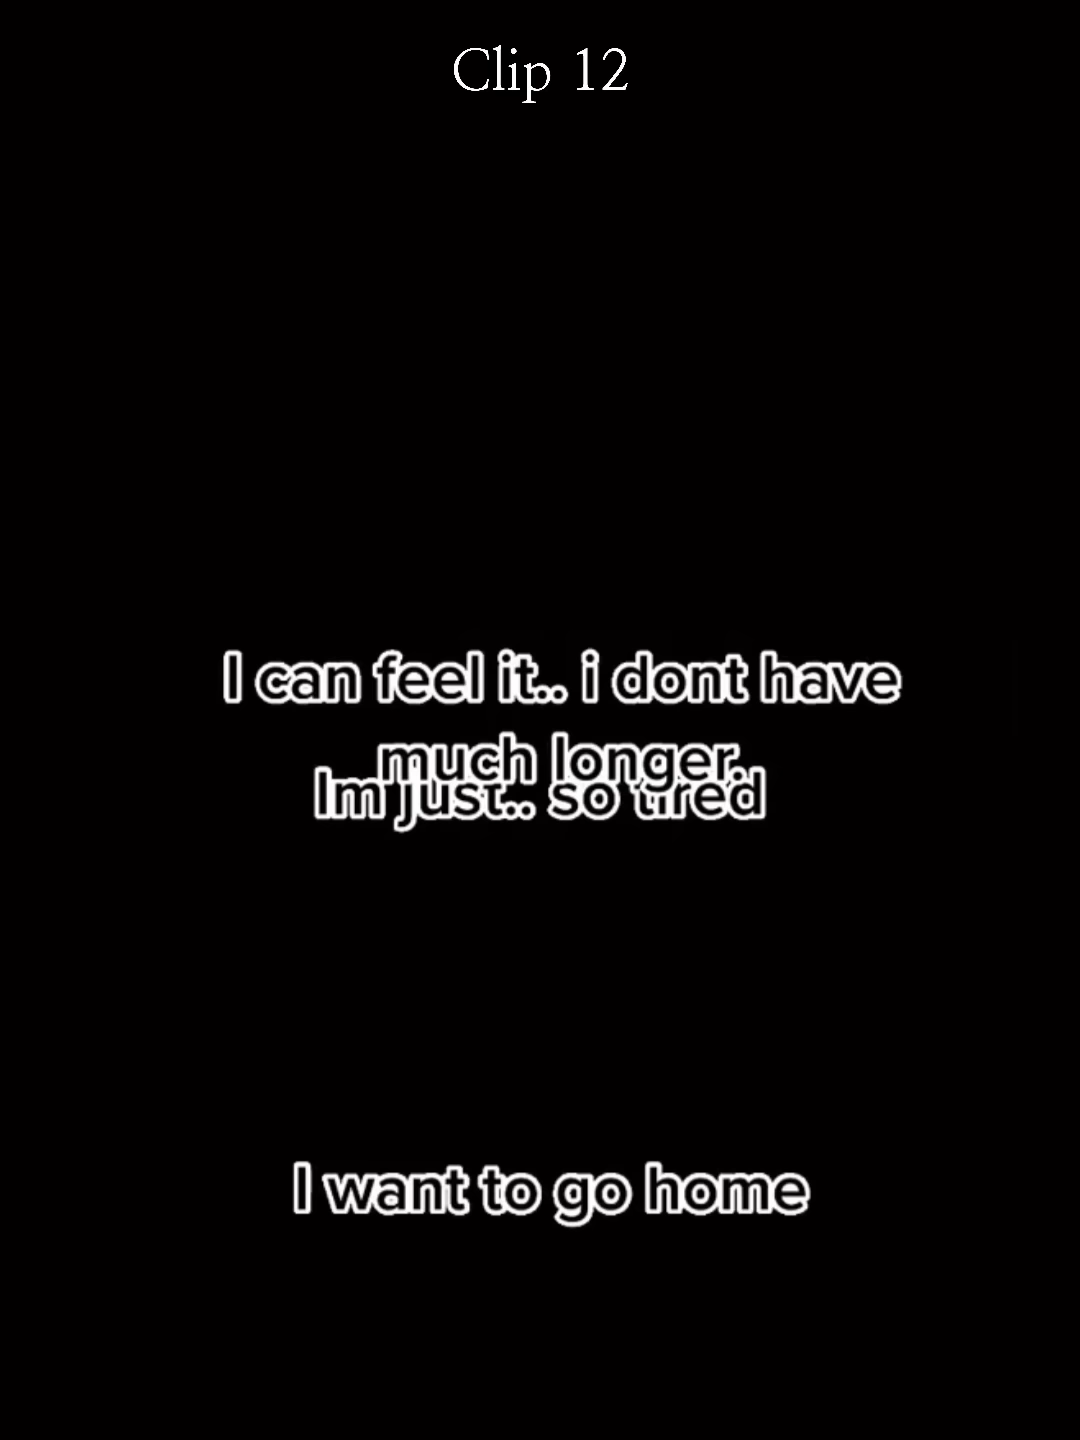 Clip 12
I can feel it.. i dont have
much longer.
Im just.. so tired
I want to go home